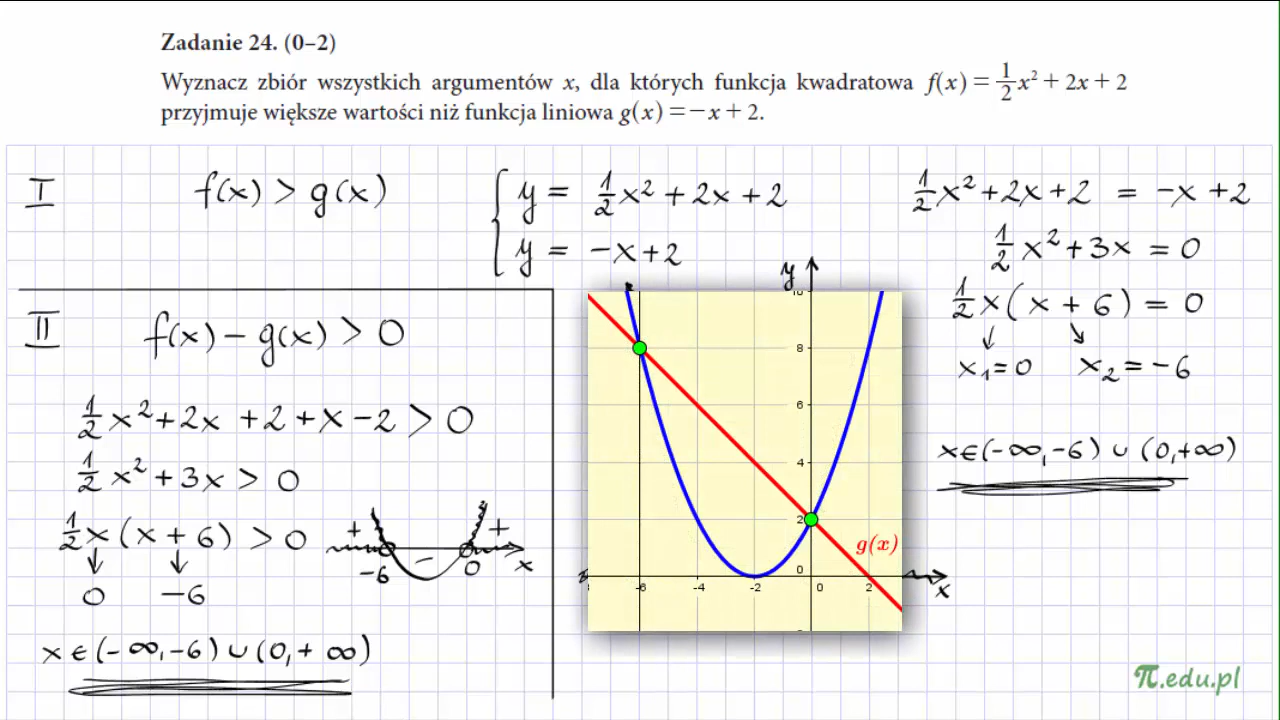 Zadanie 24. (0–2)
Wyznacz zbiór wszystkich argumentów x, dla których funkcja kwadratowa f(x) = 1/2x² + 2x + 2
przyjmuje większe wartości niż funkcja liniowa g(x) = −x + 2.
I
f(x) > g(x)
{ y = 1/2x² + 2x + 2
y = −x + 2
1/2x² + 2x + 2 = −x + 2
1/2x² + 3x = 0
1/2x(x + 6) = 0
x₁ = 0 x₂ = −6
x ∈ (−∞, −6) ∪ (0, +∞)
II
f(x) − g(x) > 0
1/2x² + 2x + 2 + x − 2 > 0
1/2x² + 3x > 0
1/2x(x + 6) > 0
0 −6
+ − +
−6 0 x
x ∈ (−∞, −6) ∪ (0, +∞)
y
10
8
6
4
2
0
-6 -4 -2 0 2 x
g(x)
π.edu.pl